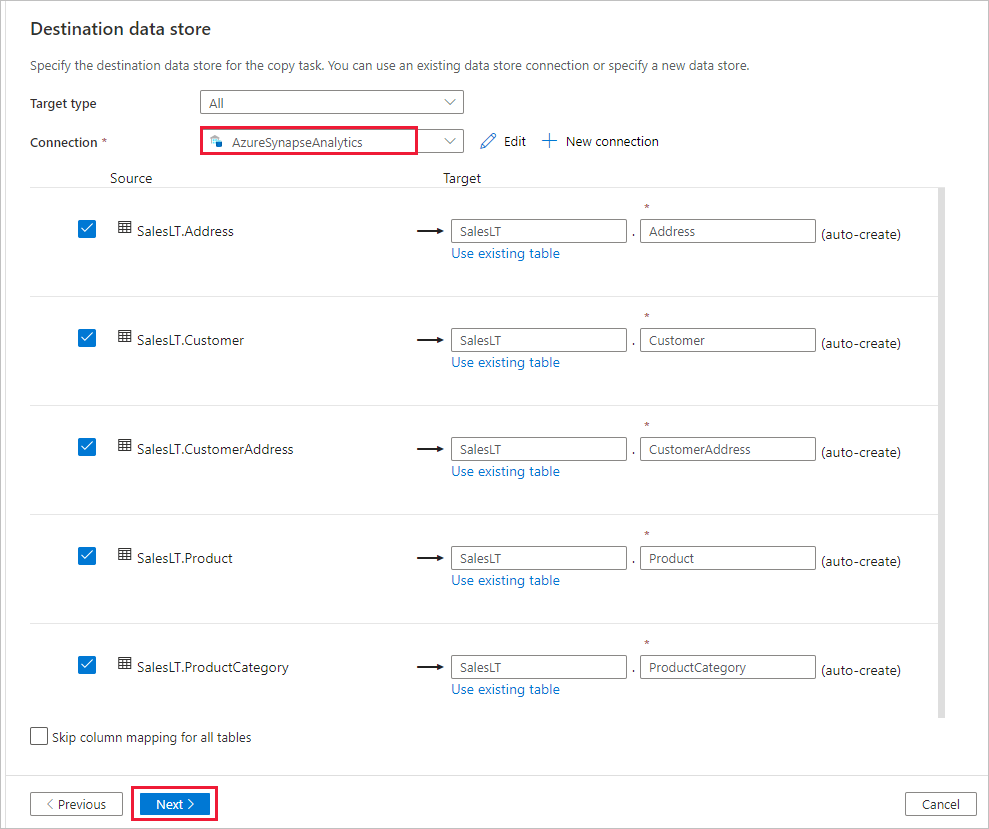 Destination data store
Specify the destination data store for the copy task. You can use an existing data store connection or specify a new data store.
Target type All
Connection * AzureSynapseAnalytics Edit New connection
Source Target
*
SalesLT.Address SalesLT . Address (auto-create)
Use existing table
*
SalesLT.Customer SalesLT . Customer (auto-create)
Use existing table
*
SalesLT.CustomerAddress SalesLT . CustomerAddress (auto-create)
Use existing table
*
SalesLT.Product SalesLT . Product (auto-create)
Use existing table
*
SalesLT.ProductCategory SalesLT . ProductCategory (auto-create)
Use existing table
Skip column mapping for all tables
Previous Next Cancel